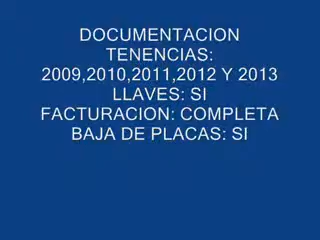 DOCUMENTACION
TENENCIAS:
2009,2010,2011,2012 Y 2013
LLAVES: SI
FACTURACION: COMPLETA
BAJA DE PLACAS: SI